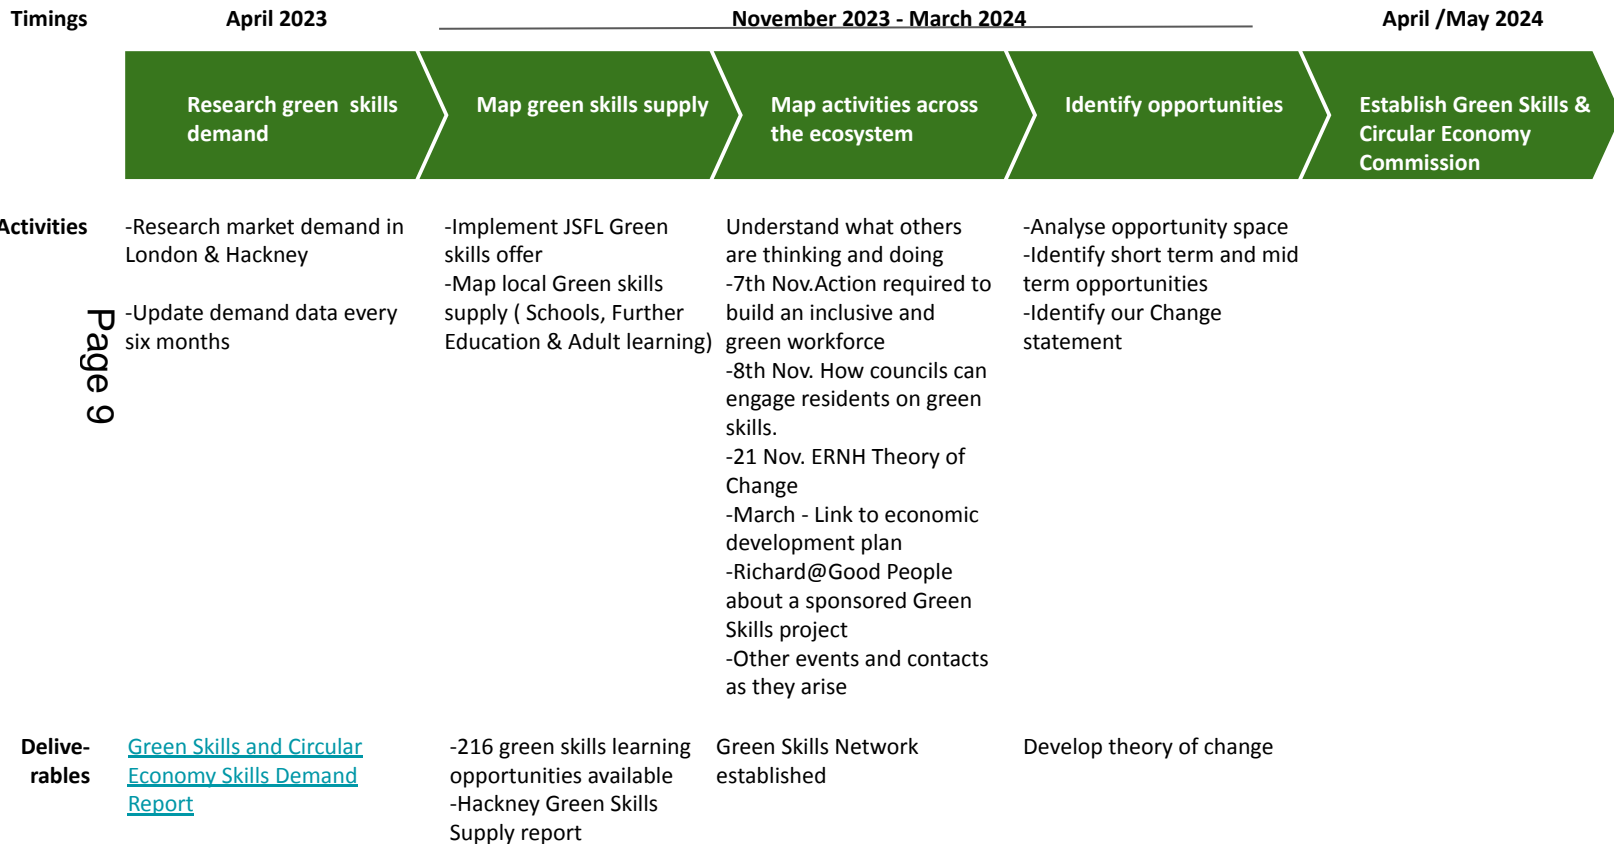 Timings
April 2023
November 2023 - March 2024
April /May 2024
Research green skills
demand
Map green skills supply
Map activities across
the ecosystem
Identify opportunities
Establish Green Skills &
Circular Economy
Commission
Activities
-Research market demand in
London & Hackney
-Update demand data every
six months
-Implement JSFL Green
skills offer
-Map local Green skills
supply ( Schools, Further
Education & Adult learning)
Understand what others
are thinking and doing
-7th Nov.Action required to
build an inclusive and
green workforce
-8th Nov. How councils can
engage residents on green
skills.
-21 Nov. ERNH Theory of
Change
-March - Link to economic
development plan
-Richard@Good People
about a sponsored Green
Skills project
-Other events and contacts
as they arise
-Analyse opportunity space
-Identify short term and mid
term opportunities
-Identify our Change
statement
Page 9
Delive-
rables
Green Skills and Circular
Economy Skills Demand
Report
-216 green skills learning
opportunities available
-Hackney Green Skills
Supply report
Green Skills Network
established
Develop theory of change